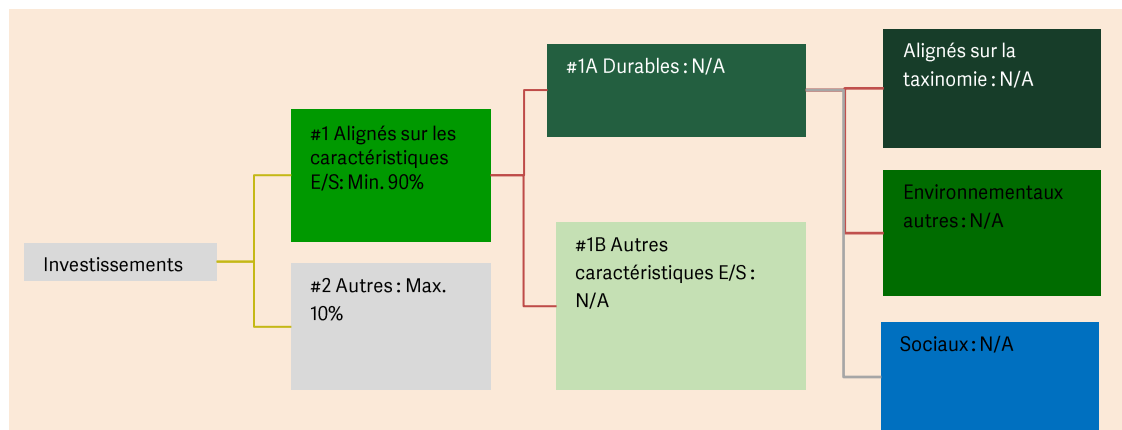 Investissements
#1 Alignés sur les
caractéristiques
E/S: Min. 90%
#2 Autres : Max.
10%
#1A Durables : N/A
#1B Autres
caractéristiques E/S :
N/A
Alignés sur la
taxinomie : N/A
Environnementaux
autres : N/A
Sociaux : N/A